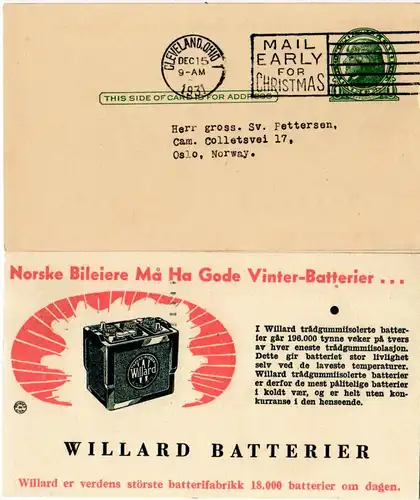 CLEVELAND, OHIO
DEC 15
9-AM
1931
MAIL
EARLY
FOR
CHRISTMAS
THIS SIDE OF CARD IS FOR ADDRESS
Herr gross. Sv. Pettersen,
Cam. Colletsvei 17,
Oslo, Norway.
Norske Bileiere Må Ha Gode Vinter-Batterier . . .
Willard
I Willard trådgummiisolerte batter-
ier går 196.000 tynne veker på tvers
av hver eneste trådgummiisolasjon.
Dette gir batteriet stor livlighet
selv ved de laveste temperaturer.
Willard trådgummiisolerte batterier
er derfor de mest pålitelige batterier
i koldt vær, og er helt uten kon-
kurranse i den henseende.
WILLARD BATTERIER
Willard er verdens störste batterifabrikk 18.000 batterier om dagen.